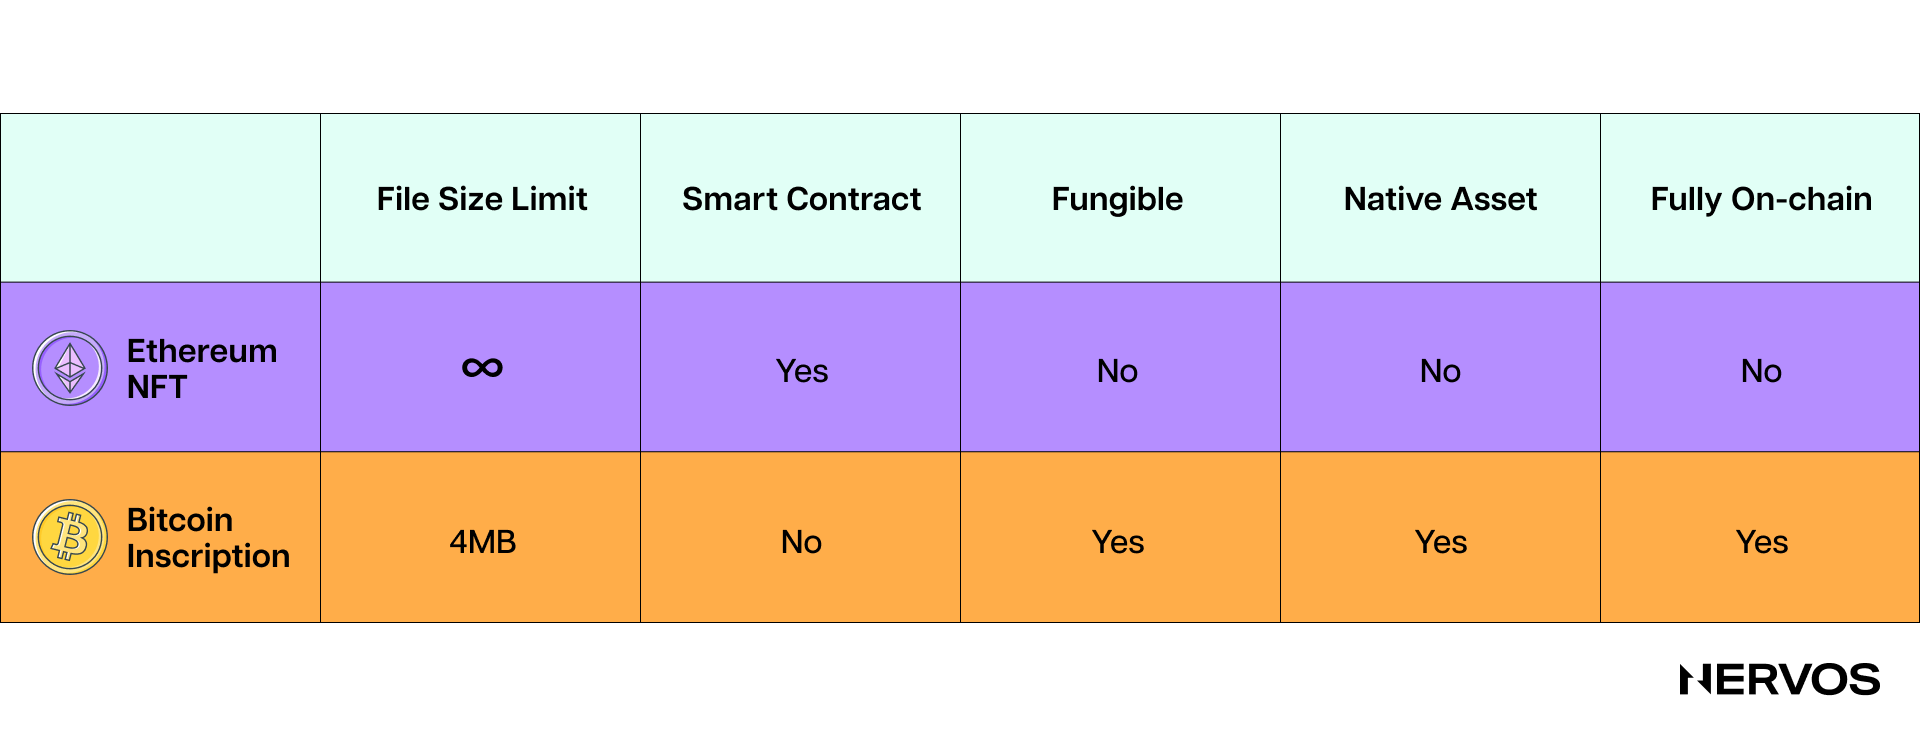 File Size Limit Smart Contract Fungible Native Asset Fully On-chain
Ethereum
NFT
∞ Yes No No No
Bitcoin
Inscription
4MB No Yes Yes Yes
NERVOS